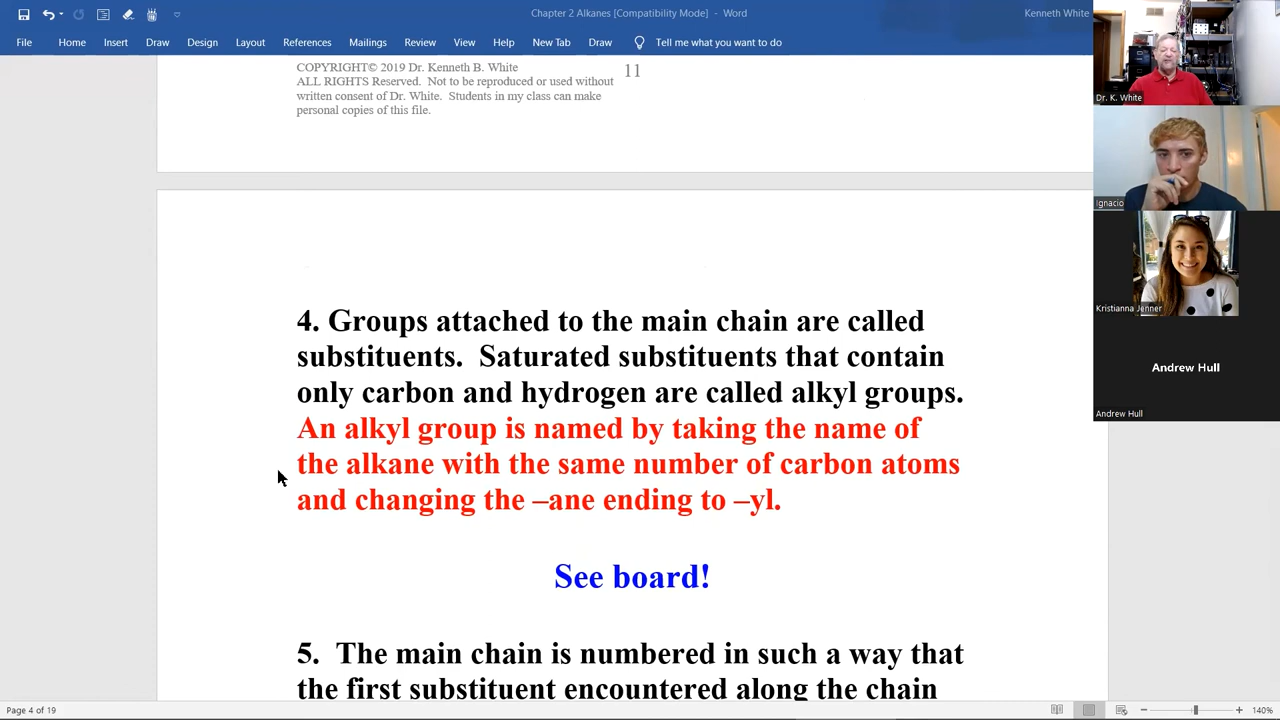 Chapter 2 Alkanes [Compatibility Mode] - Word
Kenneth White
File Home Insert Draw Design Layout References Mailings Review View Help New Tab Draw Tell me what you want to do
COPYRIGHT© 2019 Dr. Kenneth B. White
11
ALL RIGHTS Reserved. Not to be reproduced or used without
written consent of Dr. White. Students in my class can make
personal copies of this file.
Dr. K. White
Ignacio
Kristianna Jenner
Andrew Hull
Andrew Hull
4. Groups attached to the main chain are called
substituents. Saturated substituents that contain
only carbon and hydrogen are called alkyl groups.
An alkyl group is named by taking the name of
the alkane with the same number of carbon atoms
and changing the –ane ending to –yl.
See board!
5. The main chain is numbered in such a way that
the first substituent encountered along the chain
Page 4 of 19
140%